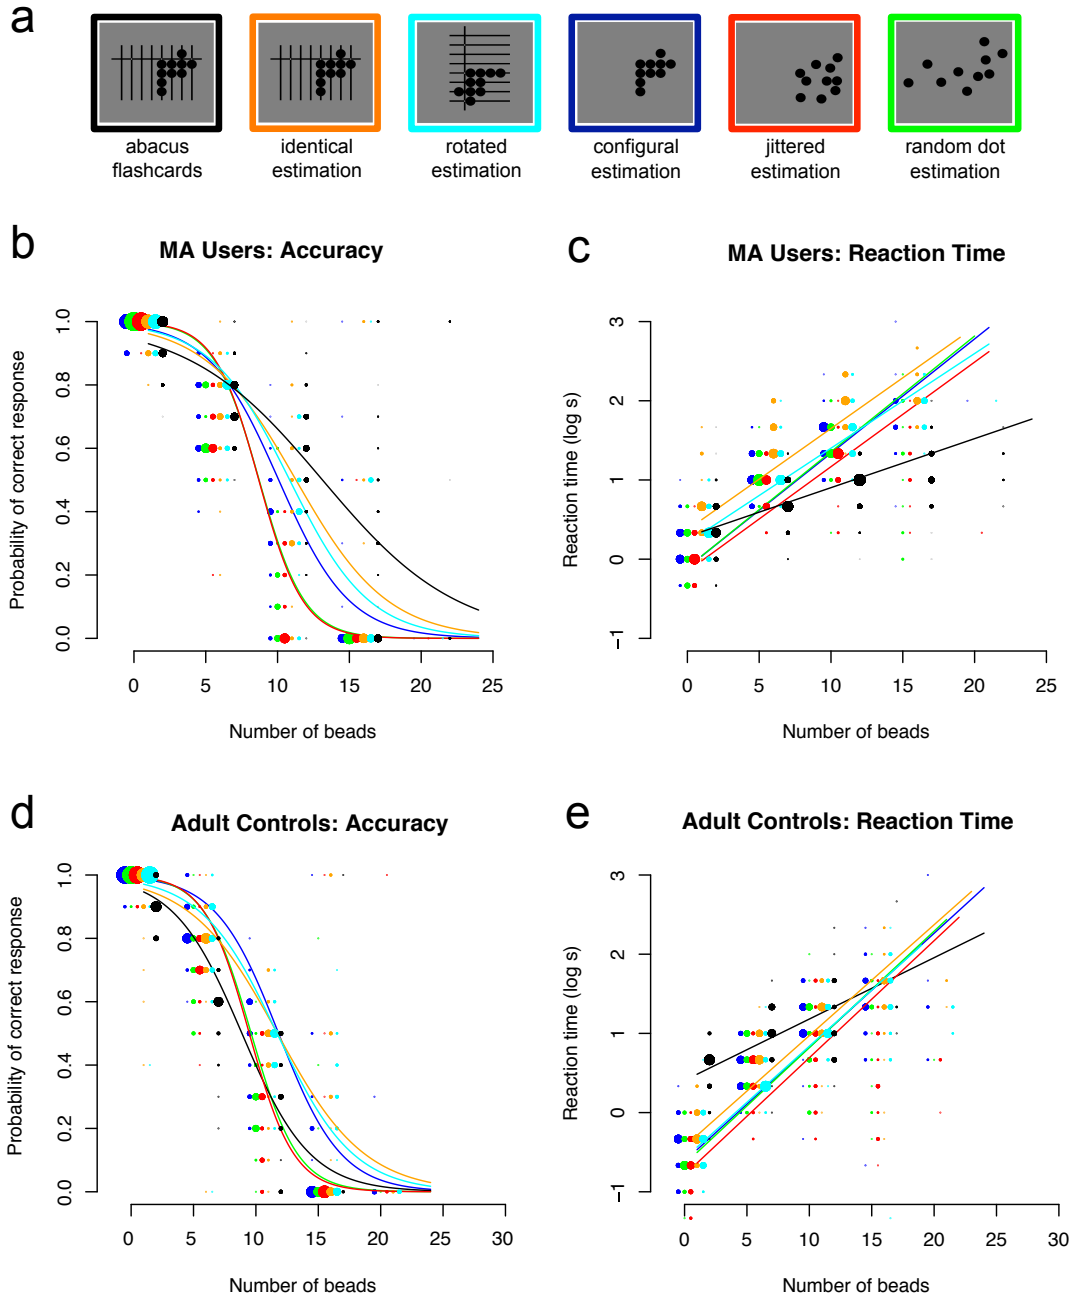 a
abacus
flashcards
identical
estimation
rotated
estimation
configural
estimation
jittered
estimation
random dot
estimation
b
MA Users: Accuracy
Probability of correct response
1.0
0.8
0.6
0.4
0.2
0.0
0 5 10 15 20 25
Number of beads
c
MA Users: Reaction Time
Reaction time (log s)
3
2
1
0
−1
0 5 10 15 20 25
Number of beads
d
Adult Controls: Accuracy
Probability of correct response
1.0
0.8
0.6
0.4
0.2
0.0
0 5 10 15 20 25 30
Number of beads
e
Adult Controls: Reaction Time
Reaction time (log s)
3
2
1
0
−1
0 5 10 15 20 25 30
Number of beads